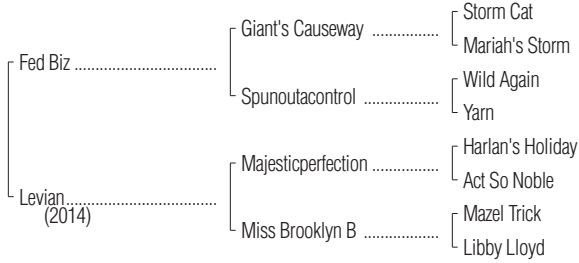 Storm Cat
Giant's Causeway ................
Mariah's Storm
Fed Biz ..................................
Wild Again
Spunoutacontrol ..................
Yarn
Harlan's Holiday
Majesticperfection .................
Act So Noble
Levian.....................................
(2014)
Mazel Trick
Miss Brooklyn B ..................
Libby Lloyd